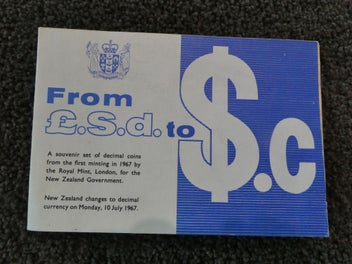 From
£.S.d. to $.c
A souvenir set of decimal coins
from the first minting in 1967 by
the Royal Mint, London, for the
New Zealand Government.
New Zealand changes to decimal
currency on Monday, 10 July 1967.